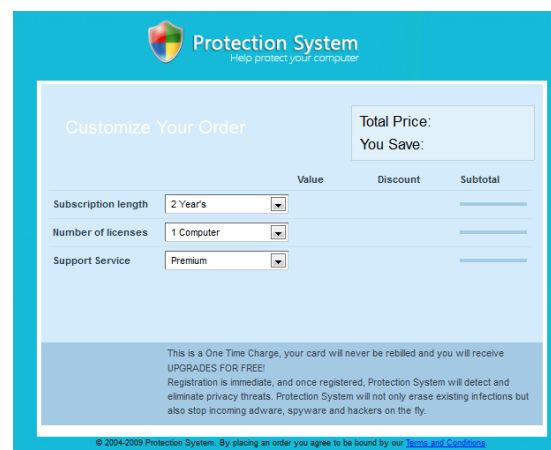 Protection System
Help protect your computer
Customize Your Order
Total Price:
You Save:
Value Discount Subtotal
Subscription length 2 Year's
Number of licenses 1 Computer
Support Service Premium
This is a One Time Charge, your card will never be rebilled and you will receive
UPGRADES FOR FREE!
Registration is immediate, and once registered, Protection System will detect and
eliminate privacy threats. Protection System will not only erase existing infections but
also stop incoming adware, spyware and hackers on the fly.
© 2004-2009 Protection System. By placing an order you agree to be bound by our Terms and Conditions.